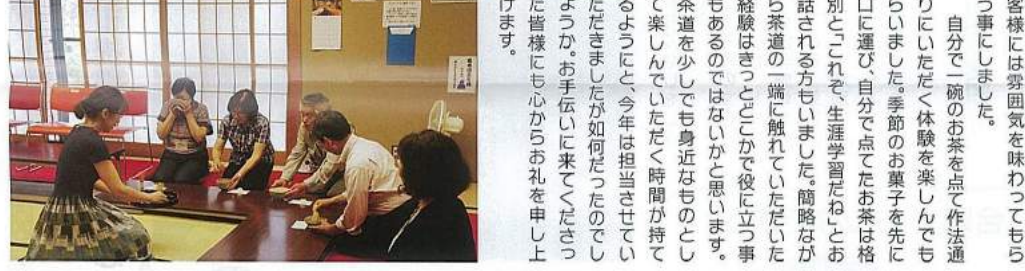 客様には雰囲気を味わってもら
う事にしました。
自分で一碗のお茶を点て作法通
りにいただく体験を楽しんでも
らいました。季節のお菓子を先に
口に運び、自分で点てたお茶は格
別と「これぞ、生涯学習だね」とお
話される方もいました。簡略なが
ら茶道の一端に触れていただいた
経験はきっとどこかで役に立つ事
もあるのではないかと思います。
茶道を少しでも身近なものとし
て楽しんでいただく時間が持て
るようにと、今年は担当させてい
ただきましたが如何だったのでし
ようか。お手伝いに来てくださっ
た皆様にも心からお礼を申し上
げます。